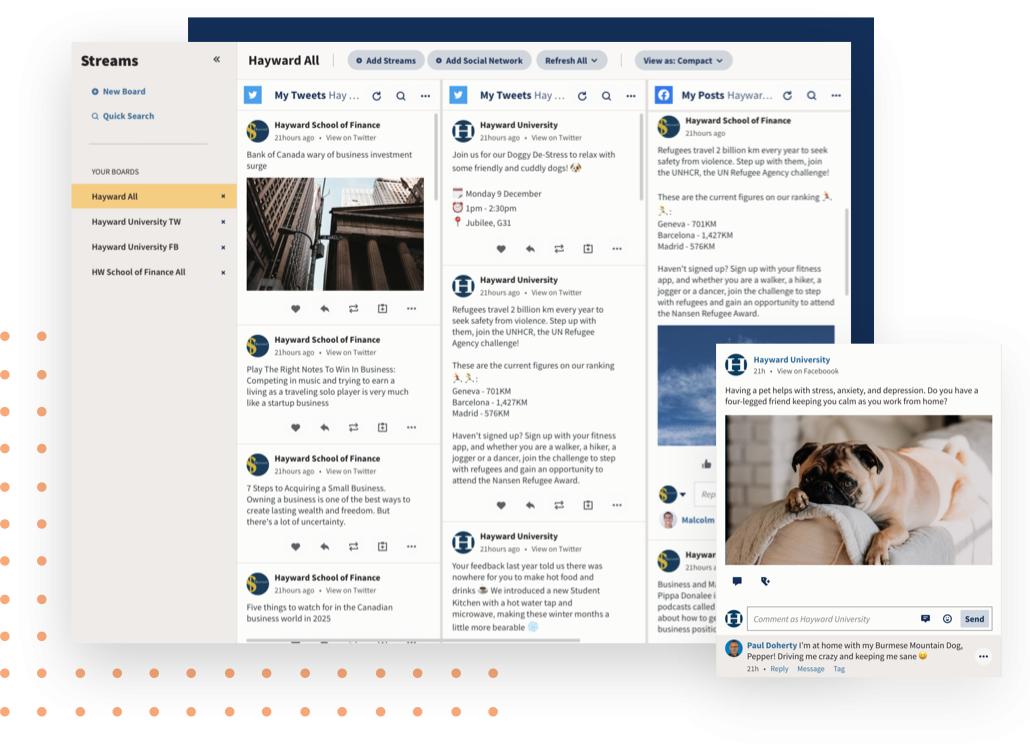 Streams
«
New Board
Quick Search
YOUR BOARDS
Hayward All
Hayward University TW
Hayward University FB
HW School of Finance All
Hayward All
Add Streams
Add Social Network
Refresh All
View as: Compact
My Tweets Hay ...
Hayward School of Finance
21hours ago • View on Twitter
Bank of Canada wary of business investment
surge
Hayward School of Finance
21hours ago • View on Twitter
Play The Right Notes To Win In Business:
Competing in music and trying to earn a
living as a traveling solo player is very much
like a startup business
Hayward School of Finance
21hours ago • View on Twitter
7 Steps to Acquiring a Small Business.
Owning a business is one of the best ways to
create lasting wealth and freedom. But
there's a lot of uncertainty.
Hayward School of Finance
21hours ago • View on Twitter
Five things to watch for in the Canadian
business world in 2025
My Tweets Hay ...
Hayward University
21hours ago • View on Twitter
Join us for our Doggy De-Stress to relax with
some friendly and cuddly dogs! 🐶
🗓️ Monday 9 December
⏰ 1pm - 2:30pm
📍 Jubilee, G31
Hayward University
21hours ago • View on Twitter
Refugees travel 2 billion km every year to
seek safety from violence. Step up with
them, join the UNHCR, the UN Refugee
Agency challenge!
These are the current figures on our ranking
🏃🏃:
Geneva - 701KM
Barcelona - 1,427KM
Madrid - 576KM
Haven't signed up? Sign up with your fitness
app, and whether you are a walker, a hiker, a
jogger or a dancer, join the challenge to step
with refugees and gain an opportunity to
attend the Nansen Refugee Award.
Hayward University
21hours ago • View on Twitter
Your feedback last year told us there was
nowhere for you to make hot food and
drinks ☕ We introduced a new Student
Kitchen with a hot water tap and
microwave, making these winter months a
little more bearable ❄️
My Posts Haywar...
Hayward School of Finance
21hours ago
Refugees travel 2 billion km every year to seek
safety from violence. Step up with them, join
the UNHCR, the UN Refugee Agency challenge!
These are the current figures on our ranking 🏃
🏃:
Geneva - 701KM
Barcelona - 1,427KM
Madrid - 576KM
Haven't signed up? Sign up with your fitness
app, and whether you are a walker, a hiker, a
jogger or a dancer, join the challenge to step
with refugees and gain an opportunity to attend
the Nansen Refugee Award.
Rep
Malcolm
Haywar
21hours a
Business and M
Pippa Donalee i
podcasts called
about how to ge
business positic
Hayward University
21h • View on Faceboook
Having a pet helps with stress, anxiety, and depression. Do you have a
four-legged friend keeping you calm as you work from home?
Comment as Hayward University
Send
Paul Doherty I'm at home with my Burmese Mountain Dog,
Pepper! Driving me crazy and keeping me sane 😄
21h • Reply Message Tag